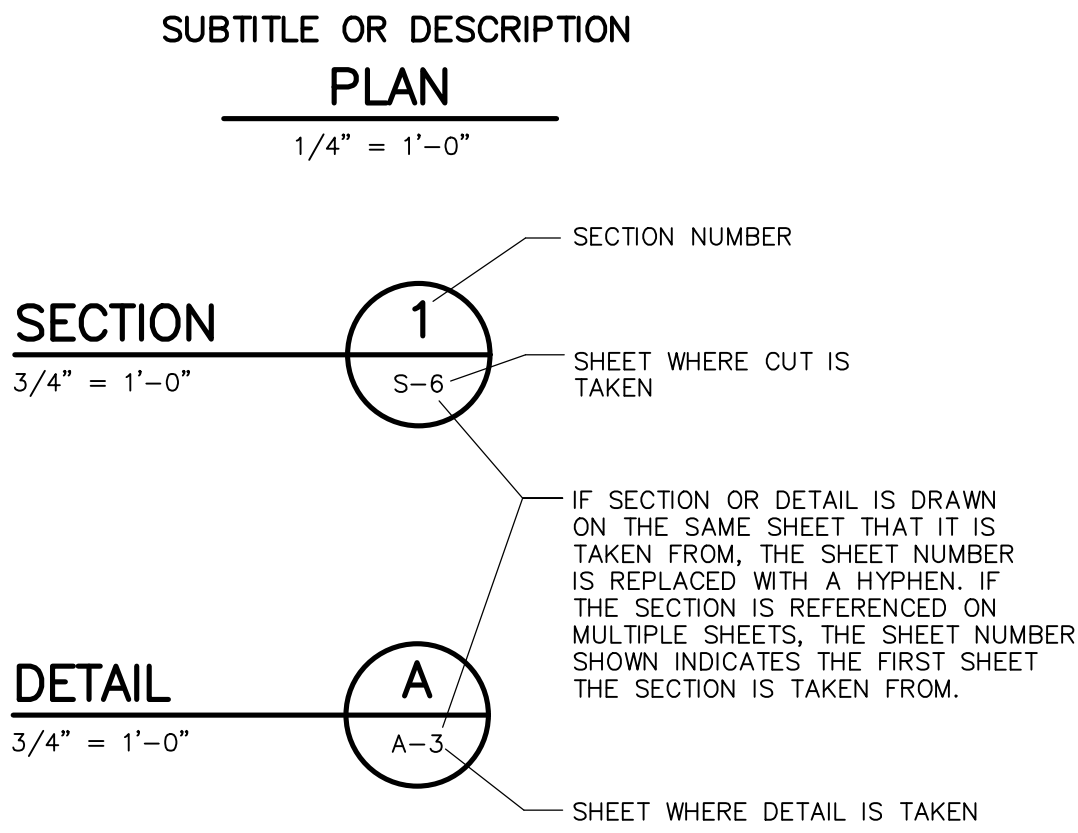 SUBTITLE OR DESCRIPTION
PLAN
1/4” = 1’-0”
SECTION NUMBER
SECTION
1
3/4” = 1’-0”
S-6
SHEET WHERE CUT IS
TAKEN
IF SECTION OR DETAIL IS DRAWN
ON THE SAME SHEET THAT IT IS
TAKEN FROM, THE SHEET NUMBER
IS REPLACED WITH A HYPHEN. IF
THE SECTION IS REFERENCED ON
MULTIPLE SHEETS, THE SHEET NUMBER
SHOWN INDICATES THE FIRST SHEET
THE SECTION IS TAKEN FROM.
DETAIL
A
3/4” = 1’-0”
A-3
SHEET WHERE DETAIL IS TAKEN